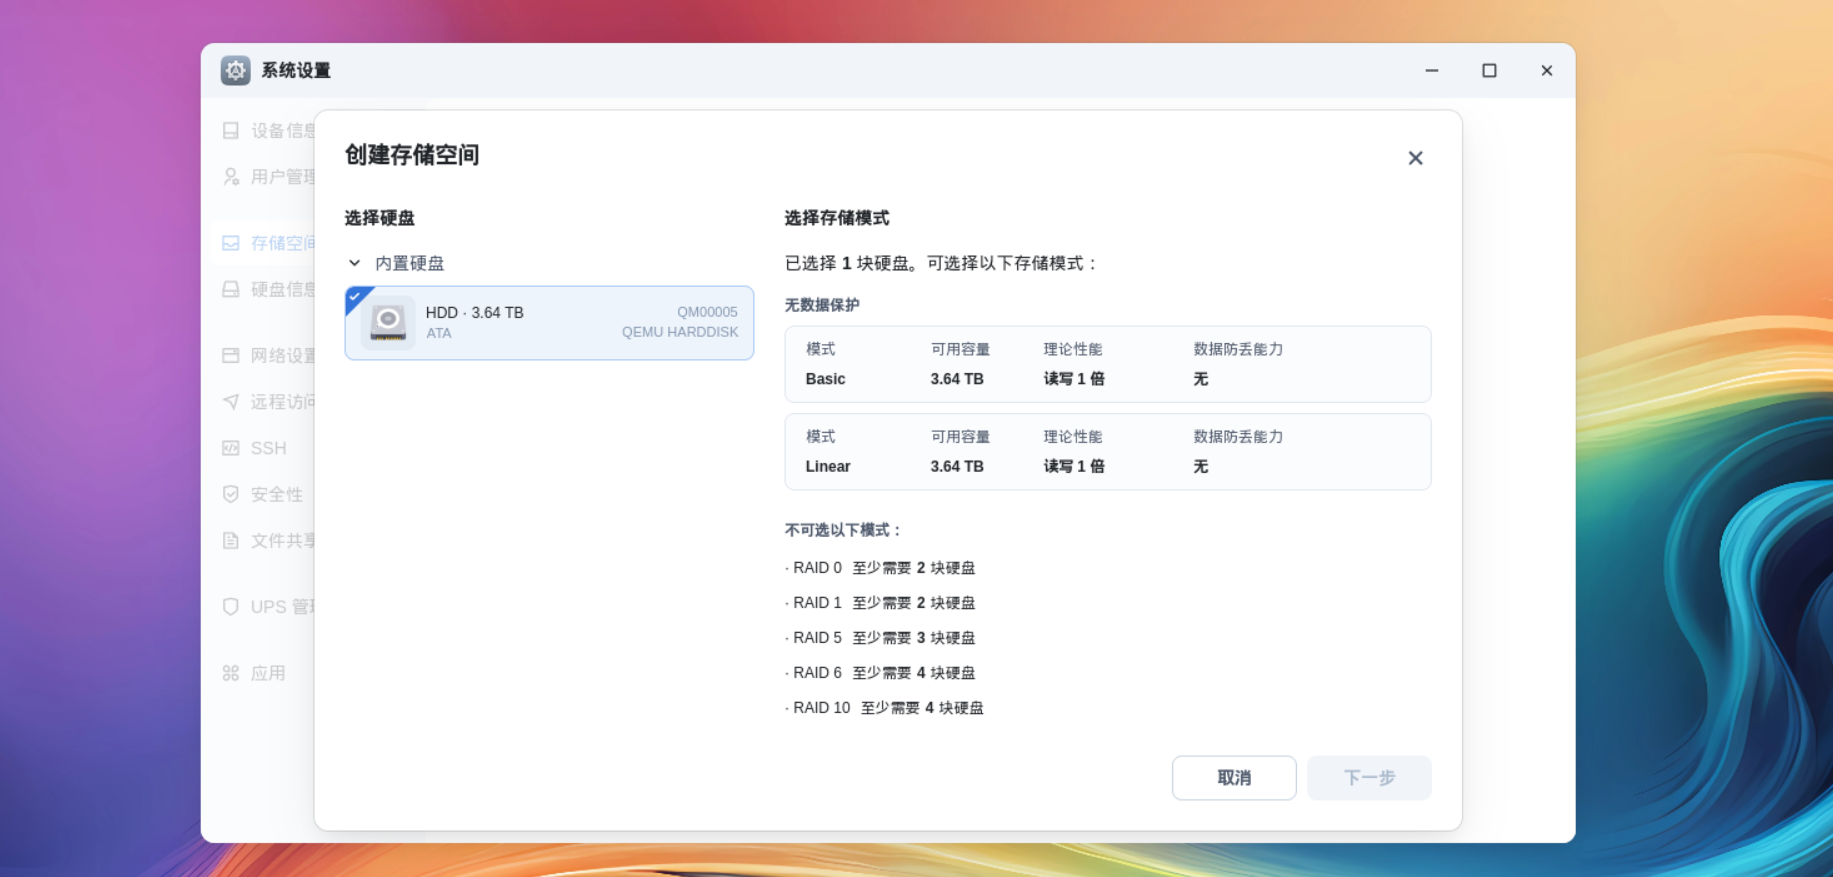 系统设置
设备信息
用户管理
存储空间
硬盘信息
网络设置
远程访问
SSH
安全性
文件共享
UPS 管理
应用
创建存储空间
选择硬盘
内置硬盘
HDD · 3.64 TB
QM00005
ATA
QEMU HARDDISK
选择存储模式
已选择 1 块硬盘。可选择以下存储模式：
无数据保护
模式 可用容量 理论性能 数据防丢能力
Basic 3.64 TB 读写 1 倍 无
模式 可用容量 理论性能 数据防丢能力
Linear 3.64 TB 读写 1 倍 无
不可选以下模式：
· RAID 0 至少需要 2 块硬盘
· RAID 1 至少需要 2 块硬盘
· RAID 5 至少需要 3 块硬盘
· RAID 6 至少需要 4 块硬盘
· RAID 10 至少需要 4 块硬盘
取消
下一步